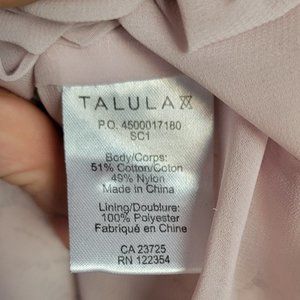 TALULA
P.O. 4500017180
SC1
Body/Corps:
51% Cotton/Coton
49% Nylon
Made in China
Lining/Doublure:
100% Polyester
Fabriqué en Chine
CA 23725
RN 122354